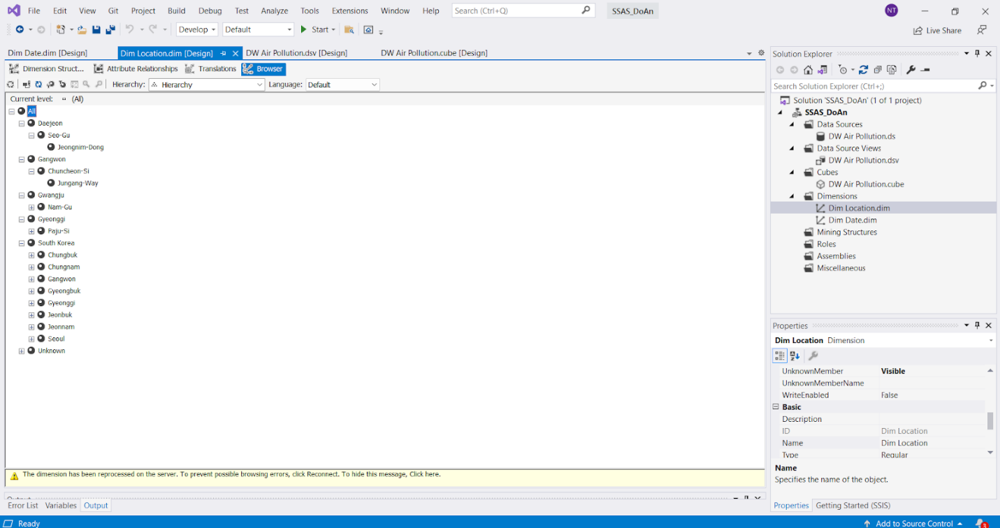 File Edit View Git Project Build Debug Test Analyze Tools Extensions Window Help Search (Ctrl+Q) SSAS_DoAn NT
Develop Default Start Live Share
Dim Date.dim [Design] Dim Location.dim [Design] DW Air Pollution.dsv [Design] DW Air Pollution.cube [Design]
Dimension Struct... Attribute Relationships Translations Browser
Hierarchy: Hierarchy Language: Default
Current level: (All)
All
Daejeon
Seo-Gu
Jeongnim-Dong
Gangwon
Chuncheon-Si
Jungang-Way
Gwangju
Nam-Gu
Gyeonggi
Paju-Si
South Korea
Chungbuk
Chungnam
Gangwon
Gyeongbuk
Gyeonggi
Jeonbuk
Jeonnam
Seoul
Unknown
The dimension has been reprocessed on the server. To prevent possible browsing errors, click Reconnect. To hide this message, Click here.
Output
Error List Variables Output
Solution Explorer
Search Solution Explorer (Ctrl+;)
Solution 'SSAS_DoAn' (1 of 1 project)
SSAS_DoAn
Data Sources
DW Air Pollution.ds
Data Source Views
DW Air Pollution.dsv
Cubes
DW Air Pollution.cube
Dimensions
Dim Location.dim
Dim Date.dim
Mining Structures
Roles
Assemblies
Miscellaneous
Properties
Dim Location Dimension
UnknownMember Visible
UnknownMemberName
WriteEnabled False
Basic
Description
ID Dim Location
Name Dim Location
Type Regular
Name
Specifies the name of the object.
Properties Getting Started (SSIS)
Ready Add to Source Control 3